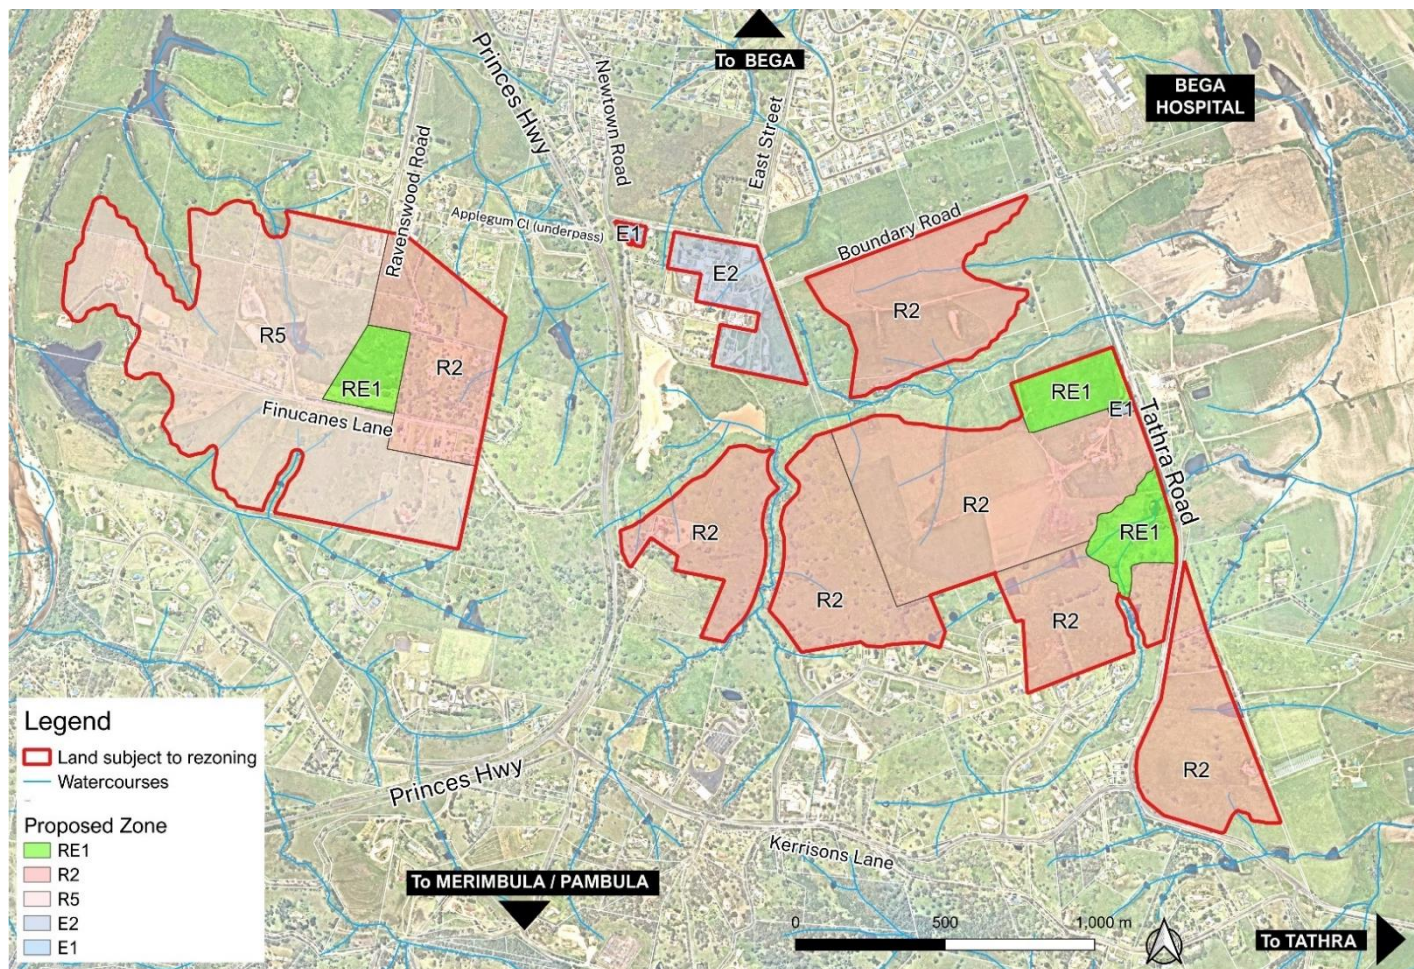 To BEGA
BEGA
HOSPITAL
Princes Hwy
Newtown Road
East Street
Ravenswood Road
Applegum Cl (underpass)
Boundary Road
E1
E2
R2
R5
R2
RE1
Finucanes Lane
RE1
E1
Tathra Road
R2
R2
RE1
R2
R2
R2
Princes Hwy
Kerrisons Lane
To MERIMBULA / PAMBULA
Legend
Land subject to rezoning
Watercourses
Proposed Zone
RE1
R2
R5
E2
E1
0 500 1,000 m
To TATHRA